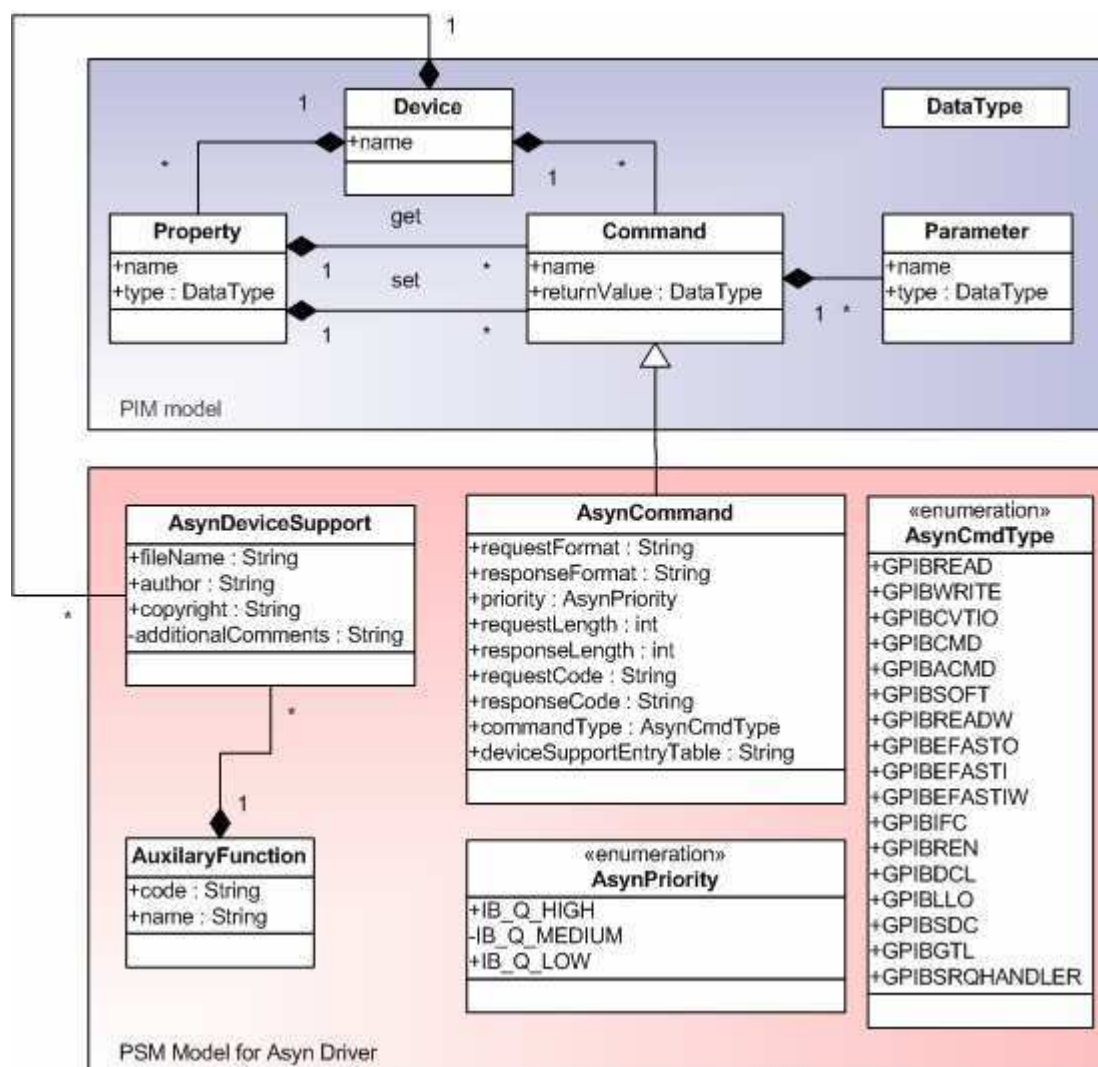 1
Device
+name
DataType
1
*
1
*
Property
+name
+type : DataType
get
1
*
set
1
*
Command
+name
+returnValue : DataType
1
*
Parameter
+name
+type : DataType
PIM model
AsynDeviceSupport
+fileName : String
+author : String
+copyright : String
-additionalComments : String
*
*
1
AuxilaryFunction
+code : String
+name : String
AsynCommand
+requestFormat : String
+responseFormat : String
+priority : AsynPriority
+requestLength : int
+responseLength : int
+requestCode : String
+responseCode : String
+commandType : AsynCmdType
+deviceSupportEntryTable : String
«enumeration»
AsynPriority
+IB_Q_HIGH
-IB_Q_MEDIUM
+IB_Q_LOW
«enumeration»
AsynCmdType
+GPIBREAD
+GPIBWRITE
+GPIBCVTIO
+GPIBCMD
+GPIBACMD
+GPIBSOFT
+GPIBREADW
+GPIBEFASTO
+GPIBEFASTI
+GPIBEFASTIW
+GPIBIFC
+GPIBREN
+GPIBDCL
+GPIBLLO
+GPIBSDC
+GPIBGTL
+GPIBSRQHANDLER
PSM Model for Asyn Driver